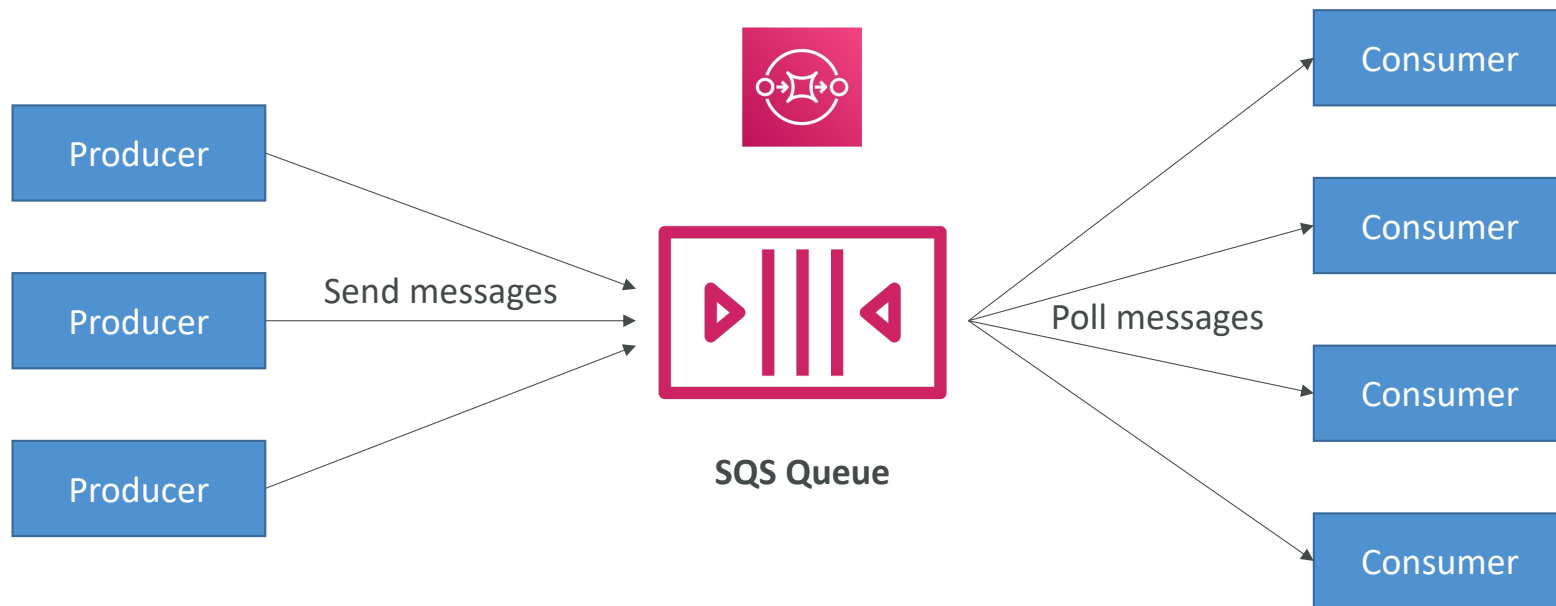 Producer
Producer
Producer
Send messages
SQS Queue
Poll messages
Consumer
Consumer
Consumer
Consumer